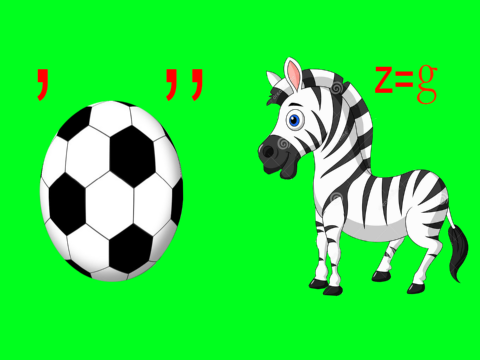 , ,, z=g